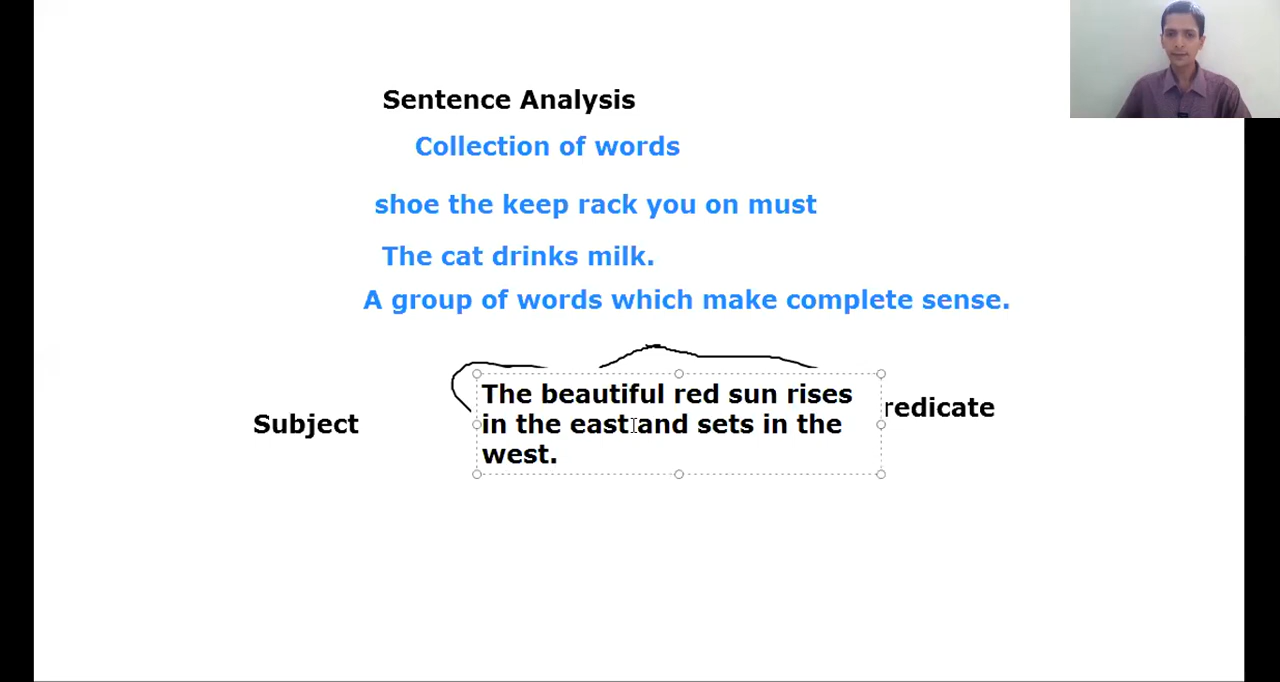 Sentence Analysis
Collection of words
shoe the keep rack you on must
The cat drinks milk.
A group of words which make complete sense.
Subject
The beautiful red sun rises
in the east and sets in the
west.
redicate